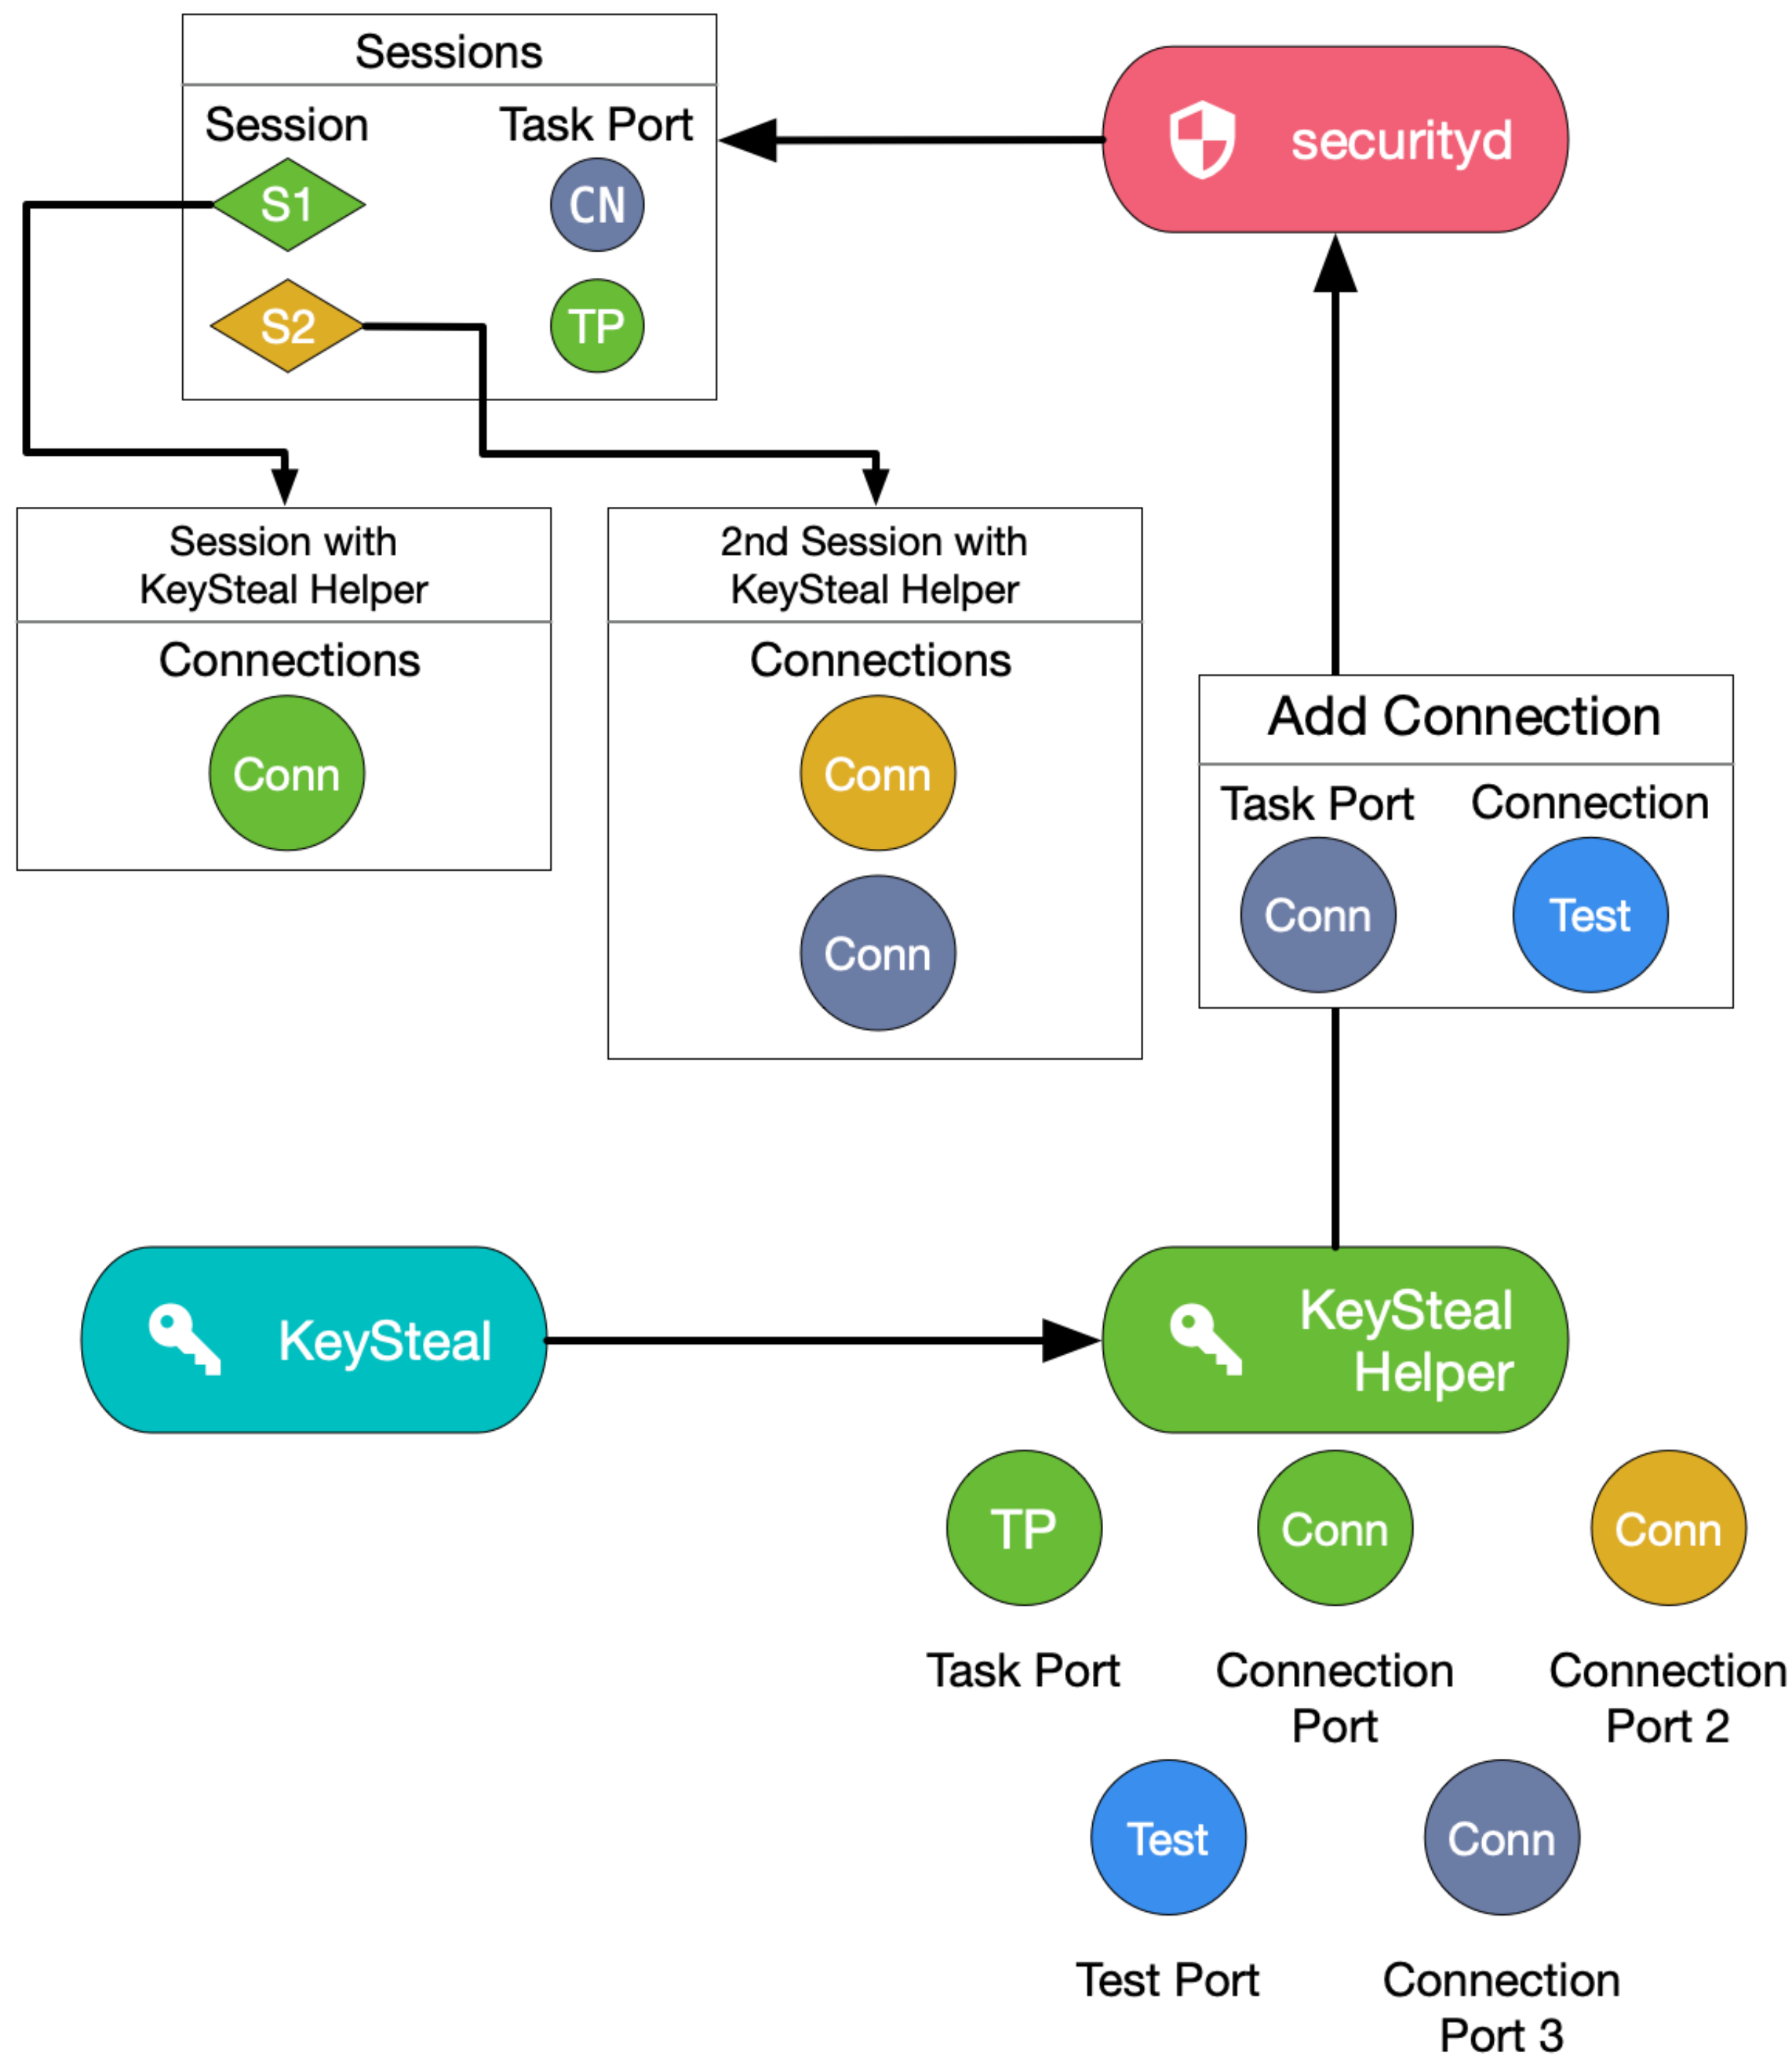 Sessions
Session
Task Port
S1
CN
S2
TP
securityd
Session with
KeySteal Helper
Connections
Conn
2nd Session with
KeySteal Helper
Connections
Conn
Conn
Add Connection
Task Port
Connection
Conn
Test
KeySteal
KeySteal
Helper
TP
Conn
Conn
Task Port
Connection
Port
Connection
Port 2
Test
Conn
Test Port
Connection
Port 3